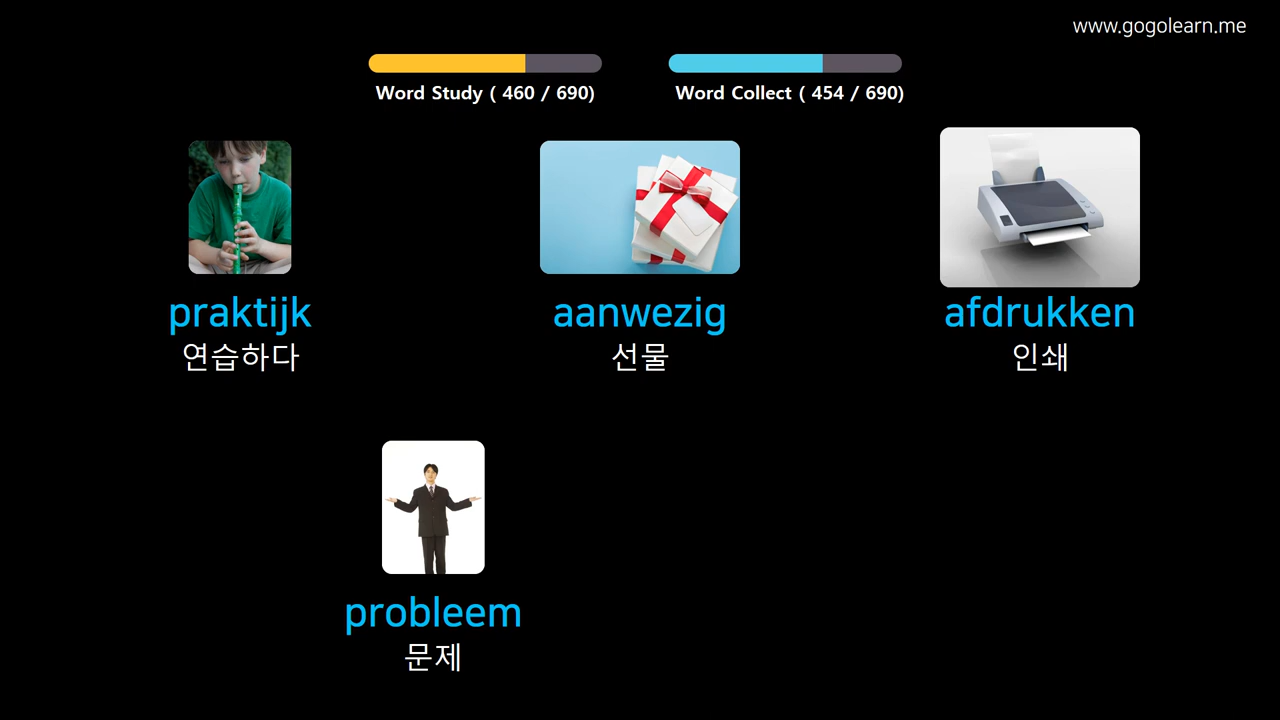 www.gogolearn.me
Word Study ( 460 / 690)
Word Collect ( 454 / 690)
praktijk
연습하다
aanwezig
선물
afdrukken
인쇄
probleem
문제